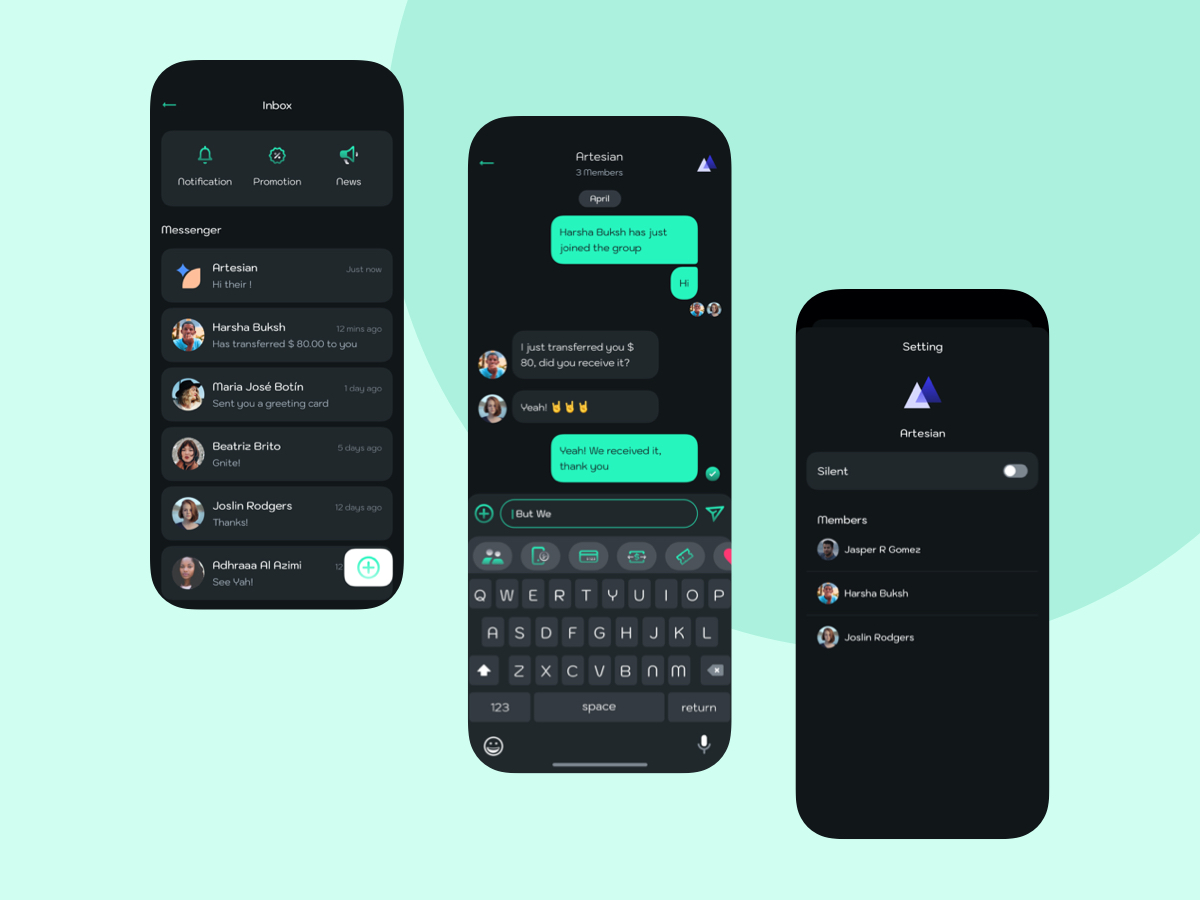 Inbox
Notification
Promotion
News
Messenger
Artesian
Just now
Hi their !
Harsha Buksh
12 mins ago
Has transferred $ 80.00 to you
Maria José Botín
1 day ago
Sent you a greeting card
Beatriz Brito
5 days ago
Gnite!
Joslin Rodgers
12 days ago
Thanks!
Adhraaa Al Azimi
12
See Yah!
Artesian
3 Members
April
Harsha Buksh has just
joined the group
Hi
I just transferred you $
80, did you receive it?
Yeah! 🤘🤘🤘
Yeah! We received it,
thank you
But We
Q W E R T Y U I O P
A S D F G H J K L
Z X C V B N M
123 space return
Setting
Artesian
Silent
Members
Jasper R Gomez
Harsha Buksh
Joslin Rodgers